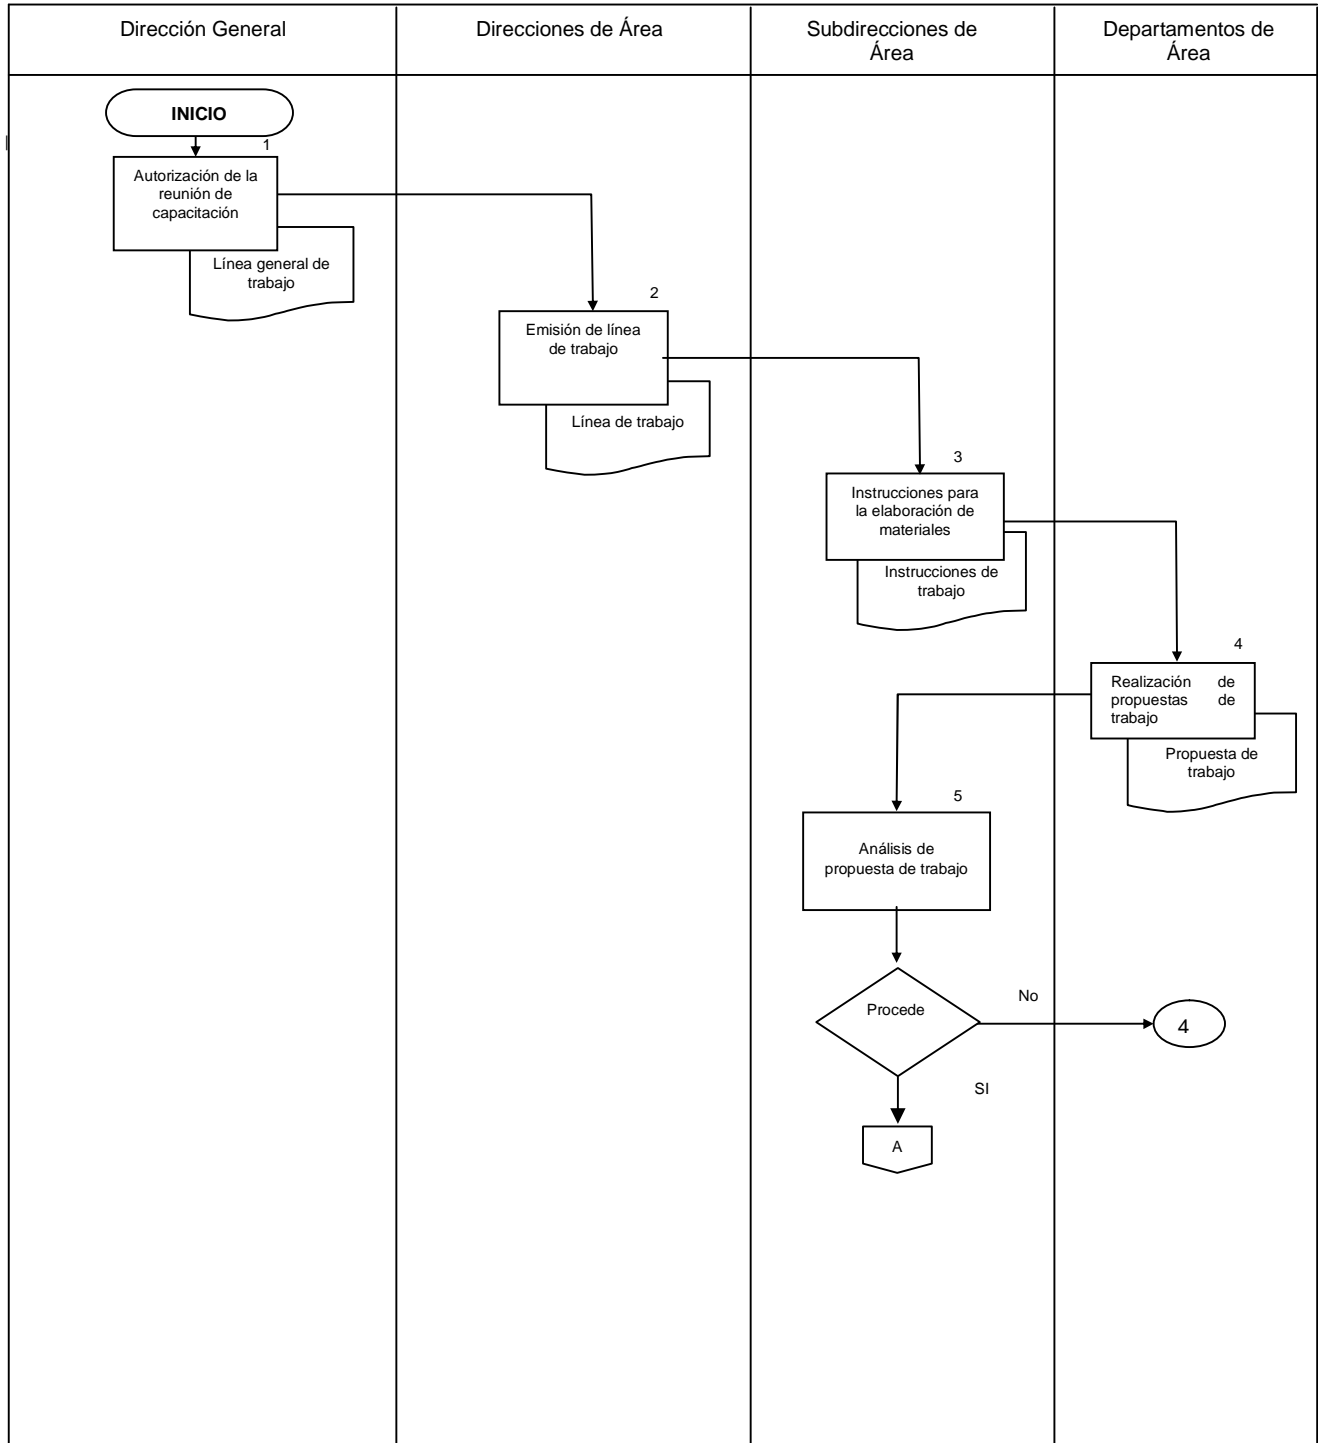 Dirección General
Direcciones de Área
Subdirecciones de
Área
Departamentos de
Área
INICIO
1
Autorización de la
reunión de
capacitación
Línea general de
trabajo
2
Emisión de línea
de trabajo
Línea de trabajo
3
Instrucciones para
la elaboración de
materiales
Instrucciones de
trabajo
4
Realización de
propuestas de
trabajo
Propuesta de
trabajo
5
Análisis de
propuesta de trabajo
Procede
No
4
SI
A